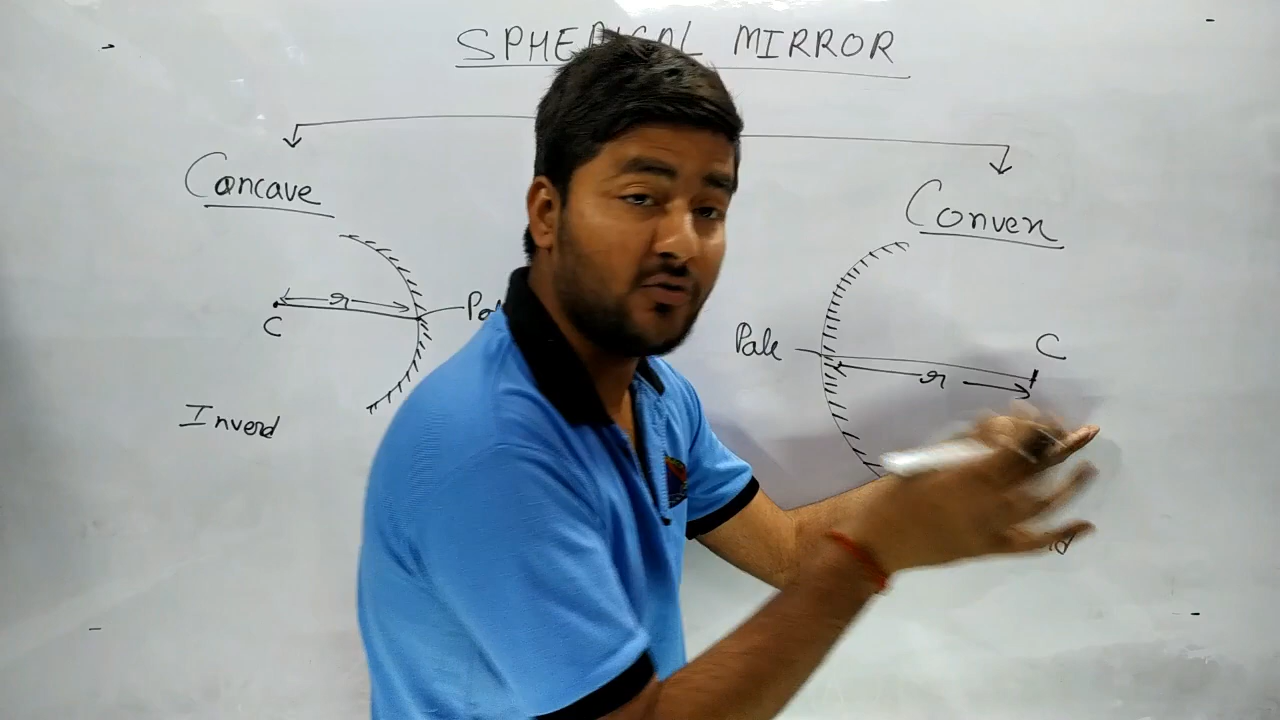 SPHERICAL MIRROR
Concave
Convex
r
C
Pole
C
r
Inverd